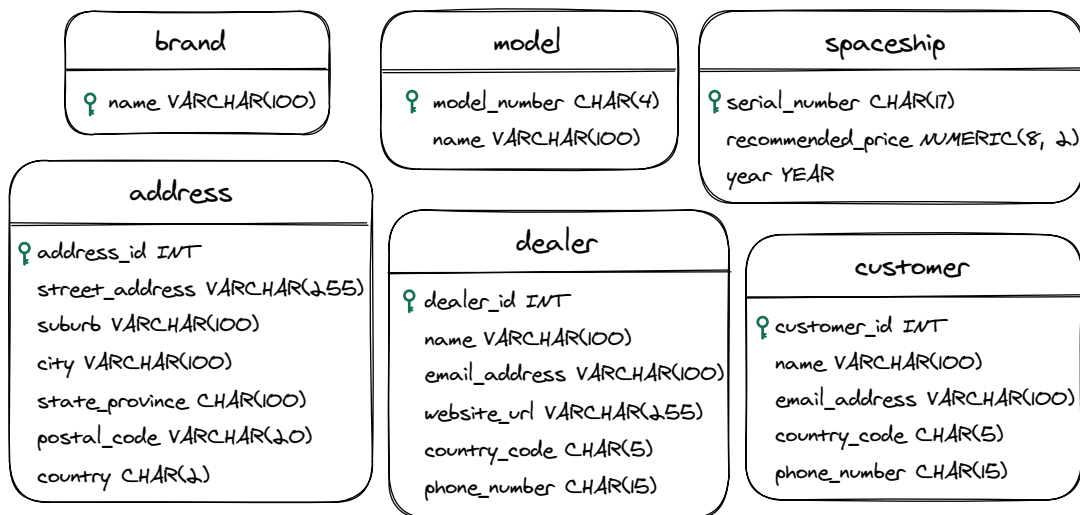 brand
name VARCHAR(100)
model
model_number CHAR(4)
name VARCHAR(100)
spaceship
serial_number CHAR(17)
recommended_price NUMERIC(8, 2)
year YEAR
address
address_id INT
street_address VARCHAR(255)
suburb VARCHAR(100)
city VARCHAR(100)
state_province CHAR(100)
postal_code VARCHAR(20)
country CHAR(2)
dealer
dealer_id INT
name VARCHAR(100)
email_address VARCHAR(100)
website_url VARCHAR(255)
country_code CHAR(5)
phone_number CHAR(15)
customer
customer_id INT
name VARCHAR(100)
email_address VARCHAR(100)
country_code CHAR(5)
phone_number CHAR(15)